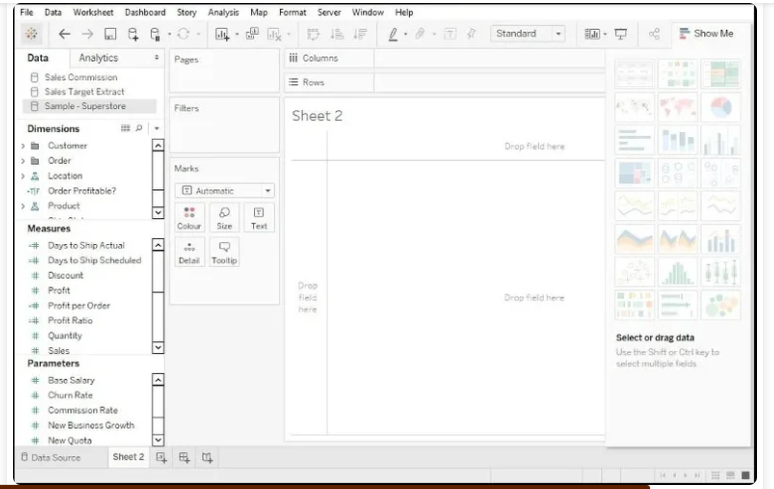 File Data Worksheet Dashboard Story Analysis Map Format Server Window Help
Standard Show Me
Data Analytics
Sales Commission
Sales Target Extract
Sample - Superstore
Dimensions
Customer
Order
Location
Order Profitable?
Product
Measures
Days to Ship Actual
Days to Ship Scheduled
Discount
Profit
Profit per Order
Profit Ratio
Quantity
Sales
Parameters
Base Salary
Churn Rate
Commission Rate
New Business Growth
New Quota
Pages
Filters
Marks
Automatic
Colour Size Text
Detail Tooltip
Columns
Rows
Sheet 2
Drop field here
Drop
field
here
Drop field here
Select or drag data
Use the Shift or Ctrl key to
select multiple fields
Data Source Sheet 2